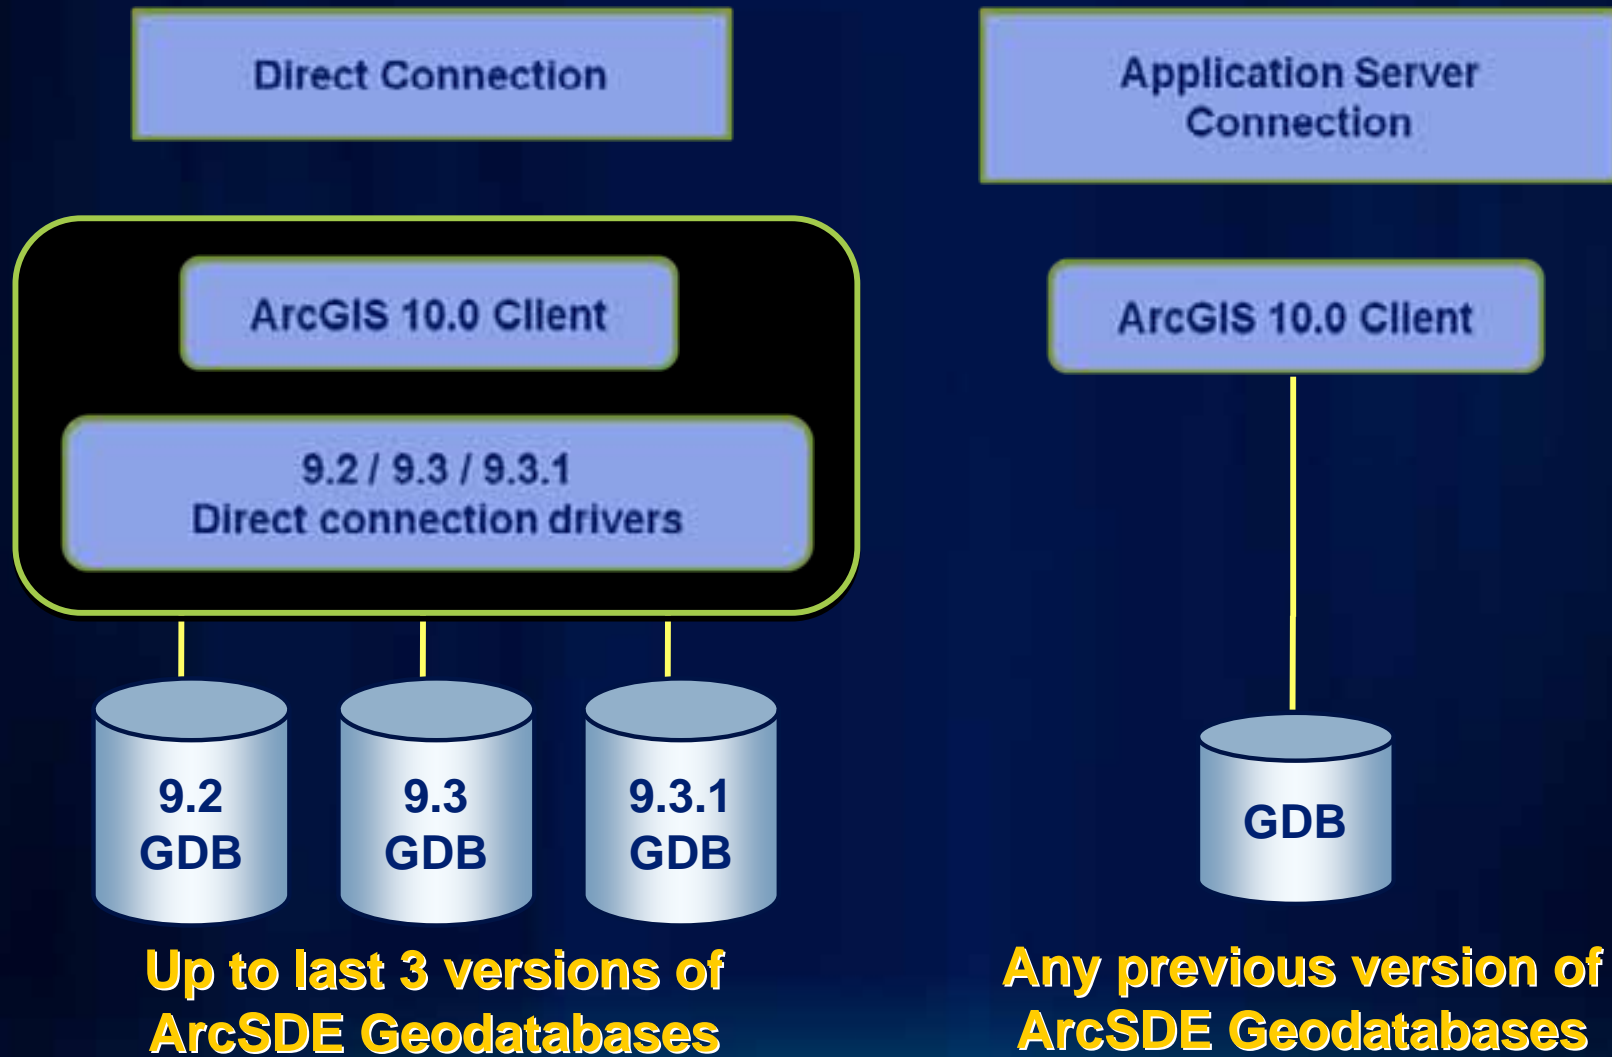 Direct Connection
ArcGIS 10.0 Client
9.2 / 9.3 / 9.3.1
Direct connection drivers
9.2
GDB
9.3
GDB
9.3.1
GDB
Up to last 3 versions of
ArcSDE Geodatabases
Application Server
Connection
ArcGIS 10.0 Client
GDB
Any previous version of
ArcSDE Geodatabases